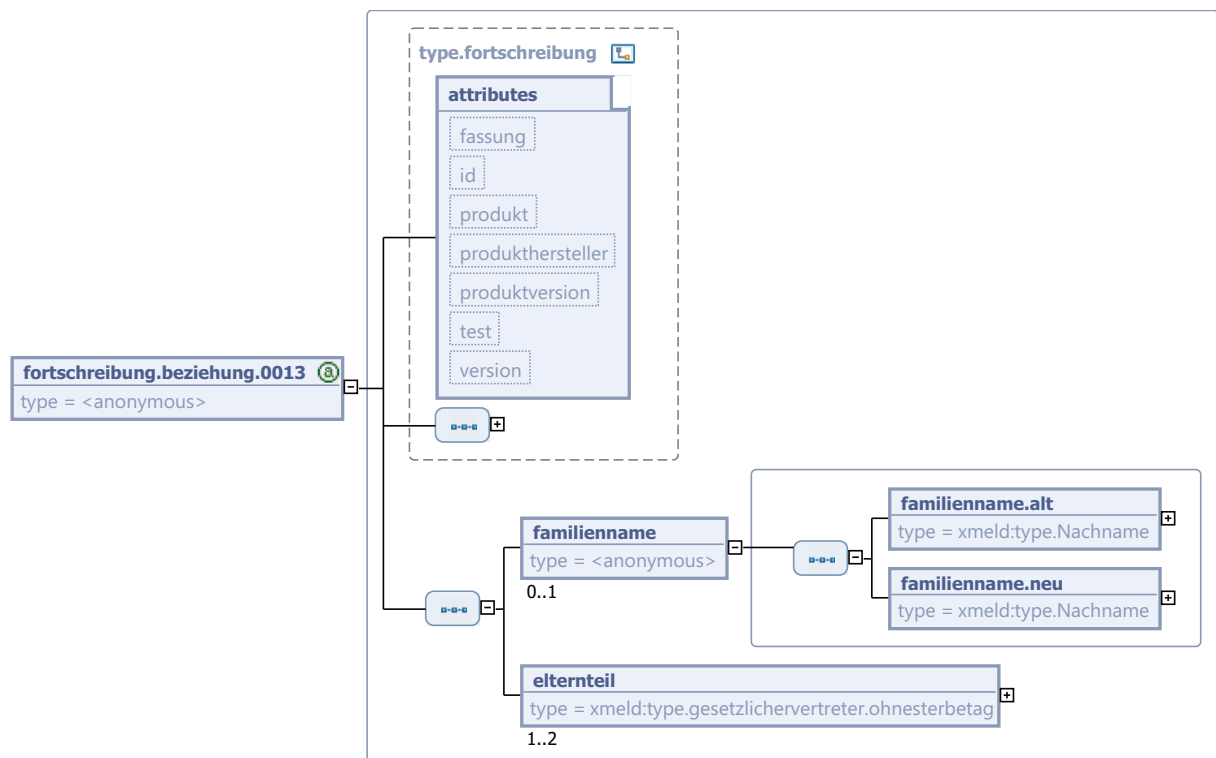 type.fortschreibung
attributes
fassung
id
produkt
produkthersteller
produktversion
test
version
fortschreibung.beziehung.0013 @
type = <anonymous>
familienname
type = <anonymous>
0..1
familienname.alt
type = xmeld:type.Nachname
familienname.neu
type = xmeld:type.Nachname
elternteil
type = xmeld:type.gesetzlichervertreter.ohnesterbetag
1..2